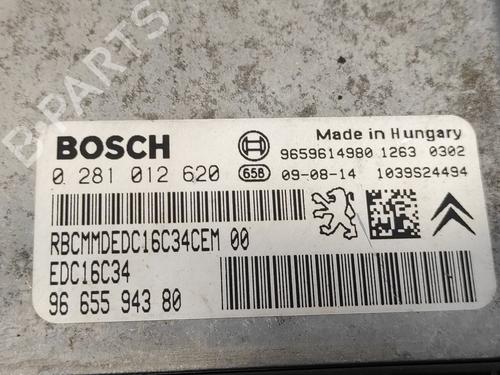 B-PARTS
BOSCH
Made in Hungary
9659614980 1263 0302
0 281 012 620
658 09-08-14 1039S24494
RBCMMDEDC16C34CEM 00
EDC16C34
96 655 943 80